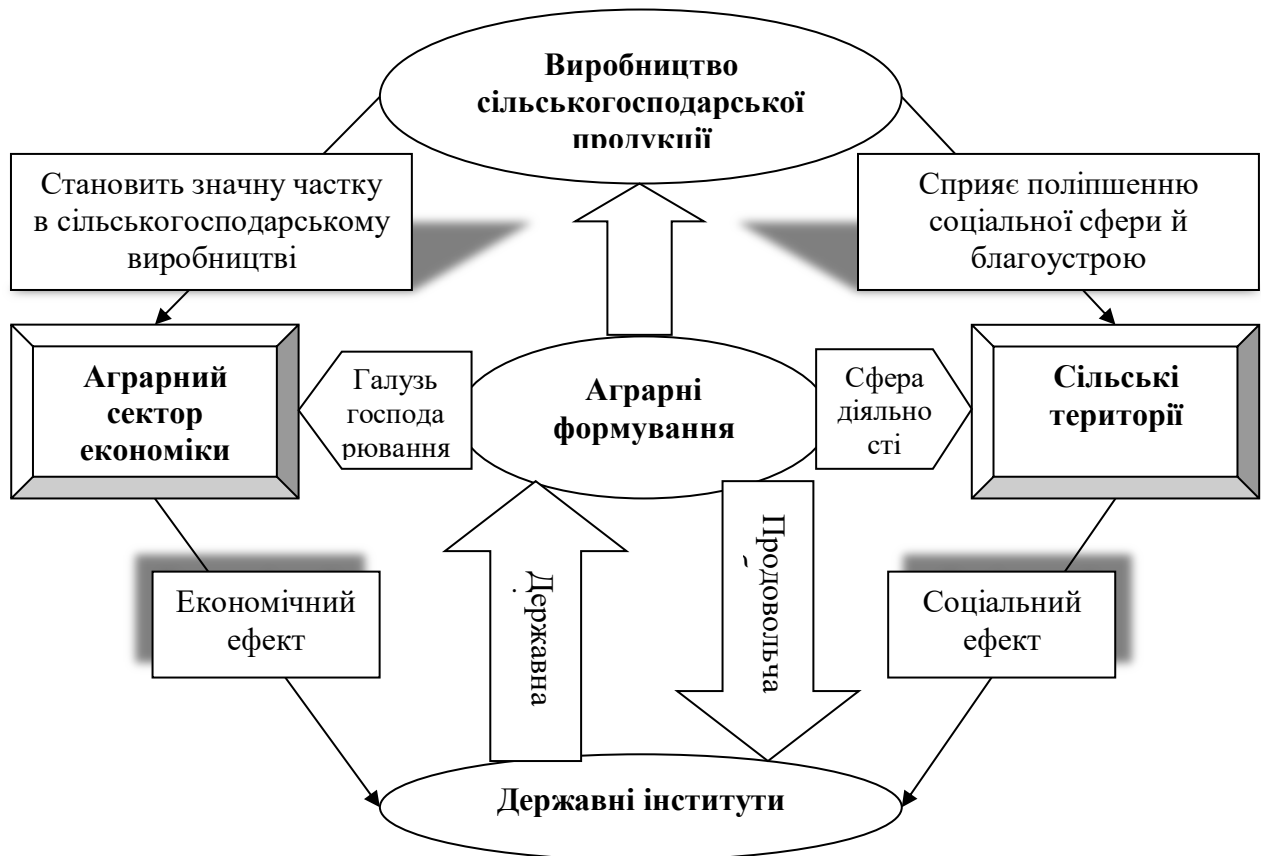 Виробництво
сільськогосподарської
продукції
Становить значну частку
в сільськогосподарському
виробництві
Сприяє поліпшенню
соціальної сфери й
благоустрою
Аграрний
сектор
економіки
Галузь
господа
рювання
Аграрні
формування
Сфера
діяльно
сті
Сільські
території
Економічний
ефект
Державна
Продовольча
Соціальний
ефект
Державні інститути